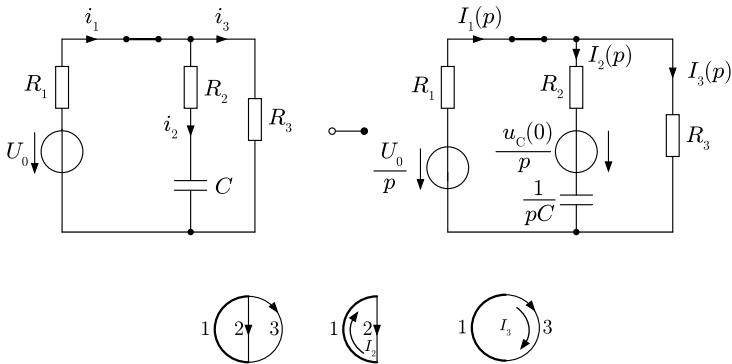 i₁
i₃
R₁
R₂
i₂
R₃
U₀
C
I₁(p)
I₂(p)
I₃(p)
R₁
R₂
R₃
U₀/p
u_C(0)/p
1/pC
1 2 3
1 2 I₂
I₃ 3
1